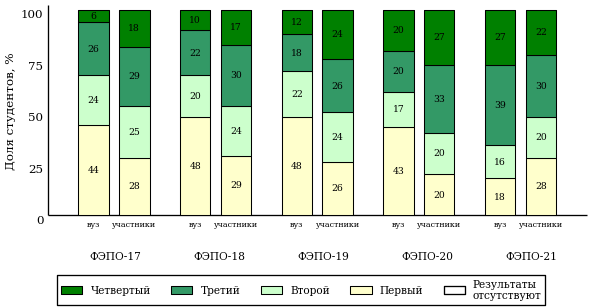 Доля студентов, %
100
75
50
25
0
6 18 10 17 12 24 20 27 27 22
26 29 22 30 18 26 20 33 39 30
24 25 20 24 22 24 17 20 16 20
44 28 48 29 48 26 43 20 18 28
вуз участники вуз участники вуз участники вуз участники вуз участники
ФЭПО-17 ФЭПО-18 ФЭПО-19 ФЭПО-20 ФЭПО-21
Четвертый Третий Второй Первый Результаты
отсутствуют